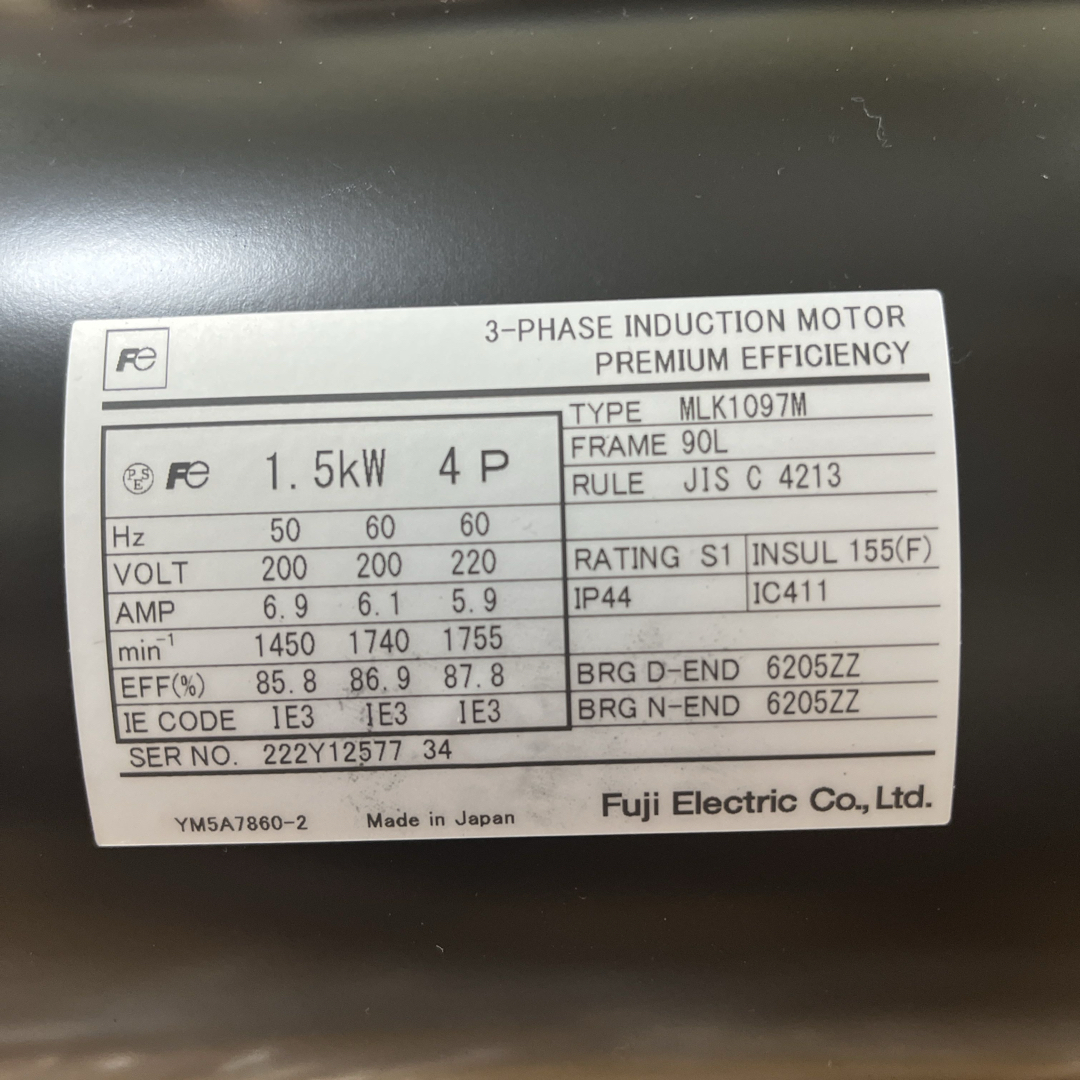 Fe
3-PHASE INDUCTION MOTOR
PREMIUM EFFICIENCY
PSE Fe 1.5kW 4P
Hz 50 60 60
VOLT 200 200 220
AMP 6.9 6.1 5.9
min⁻¹ 1450 1740 1755
EFF(%) 85.8 86.9 87.8
IE CODE IE3 IE3 IE3
SER NO. 222Y12577 34
TYPE MLK1097M
FRAME 90L
RULE JIS C 4213
RATING S1 INSUL 155(F)
IP44 IC411
BRG D-END 6205ZZ
BRG N-END 6205ZZ
YM5A7860-2 Made in Japan Fuji Electric Co., Ltd.